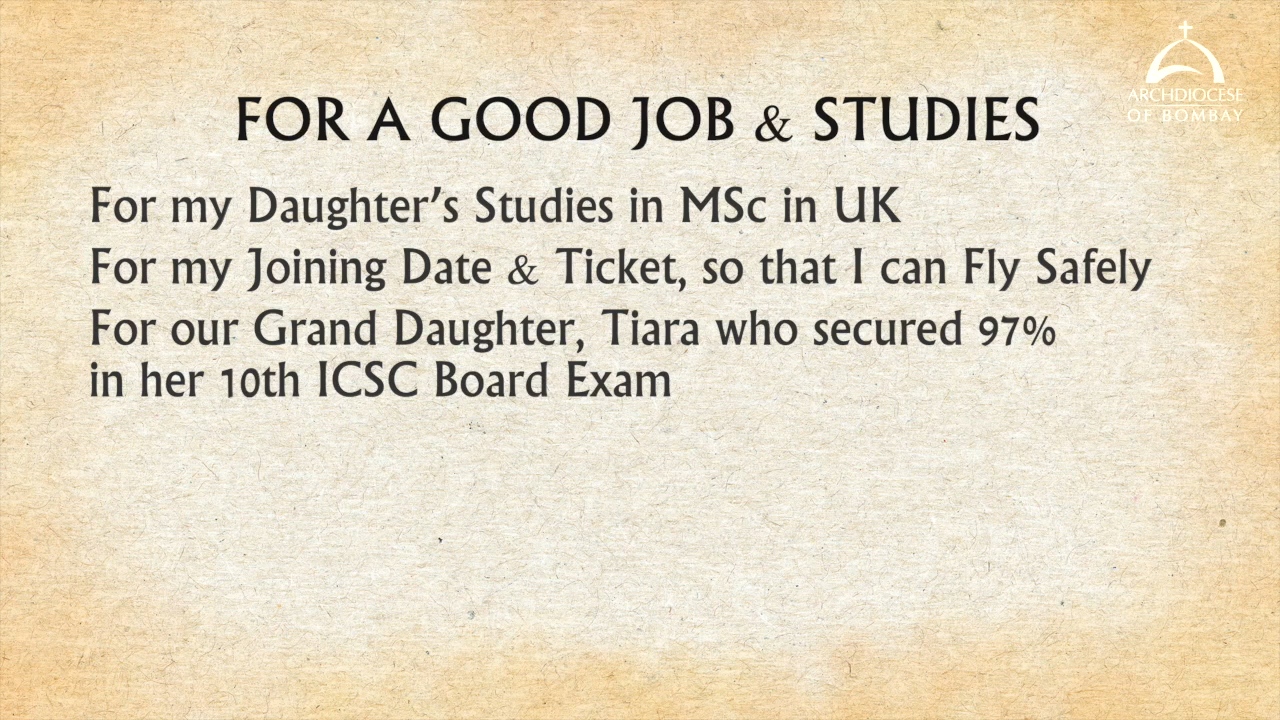 ARCHDIOCESE
OF BOMBAY
FOR A GOOD JOB & STUDIES
For my Daughter’s Studies in MSc in UK
For my Joining Date & Ticket, so that I can Fly Safely
For our Grand Daughter, Tiara who secured 97%
in her 10th ICSC Board Exam